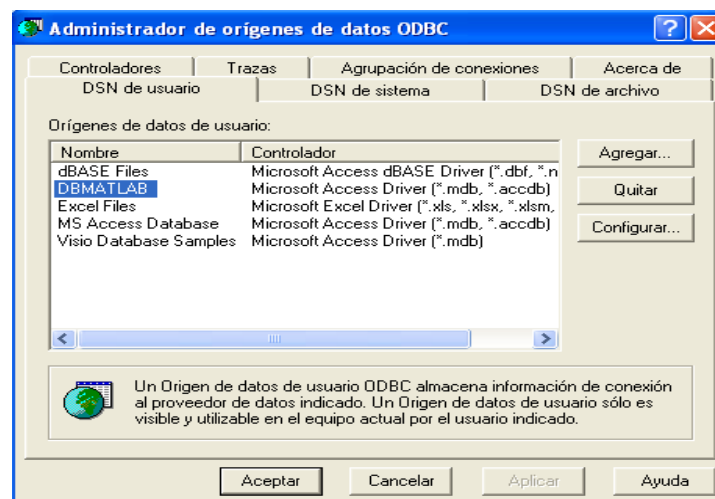 Administrador de orígenes de datos ODBC
Controladores Trazas Agrupación de conexiones Acerca de
DSN de usuario DSN de sistema DSN de archivo
Orígenes de datos de usuario:
Nombre Controlador
dBASE Files Microsoft Access dBASE Driver (*.dbf, *.n
DBMATLAB Microsoft Access Driver (*.mdb, *.accdb)
Excel Files Microsoft Excel Driver (*.xls, *.xlsx, *.xlsm,
MS Access Database Microsoft Access Driver (*.mdb, *.accdb)
Visio Database Samples Microsoft Access Driver (*.mdb)
Agregar...
Quitar
Configurar...
Un Origen de datos de usuario ODBC almacena información de conexión
al proveedor de datos indicado. Un Origen de datos de usuario sólo es
visible y utilizable en el equipo actual por el usuario indicado.
Aceptar Cancelar Aplicar Ayuda